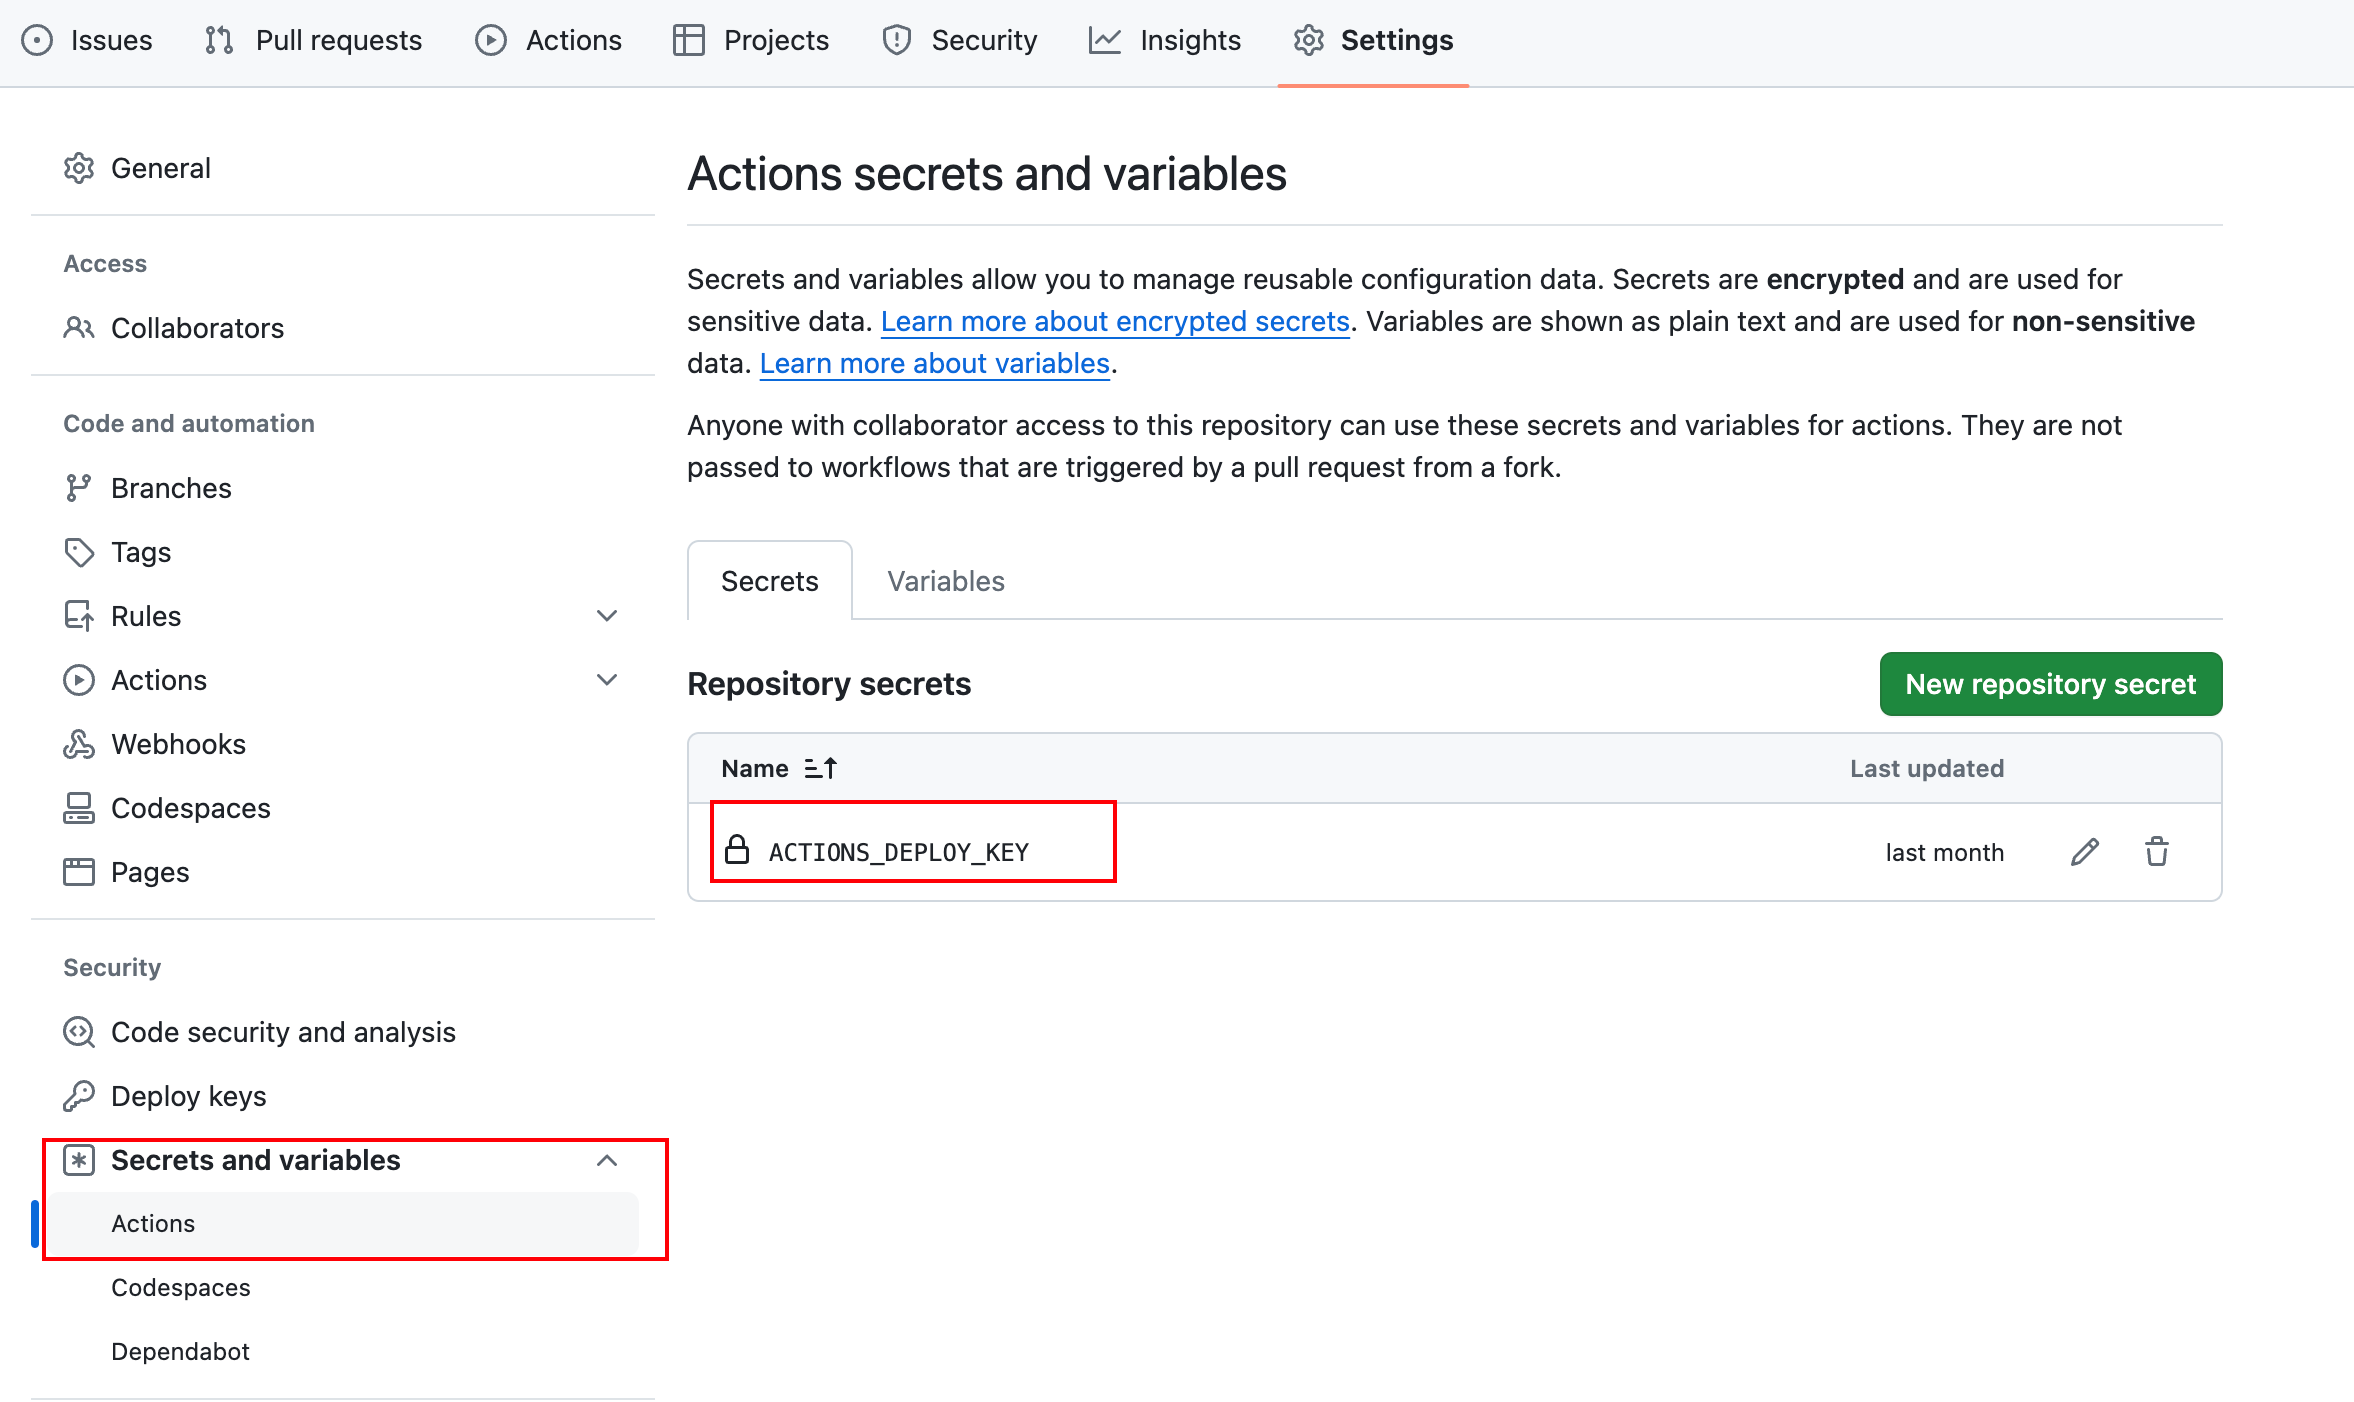 Issues
Pull requests
Actions
Projects
Security
Insights
Settings
General
Access
Collaborators
Code and automation
Branches
Tags
Rules
Actions
Webhooks
Codespaces
Pages
Security
Code security and analysis
Deploy keys
Secrets and variables
Actions
Codespaces
Dependabot
Actions secrets and variables
Secrets and variables allow you to manage reusable configuration data. Secrets are encrypted and are used for
sensitive data. Learn more about encrypted secrets. Variables are shown as plain text and are used for non-sensitive
data. Learn more about variables.
Anyone with collaborator access to this repository can use these secrets and variables for actions. They are not
passed to workflows that are triggered by a pull request from a fork.
Secrets
Variables
Repository secrets
New repository secret
Name
Last updated
ACTIONS_DEPLOY_KEY
last month